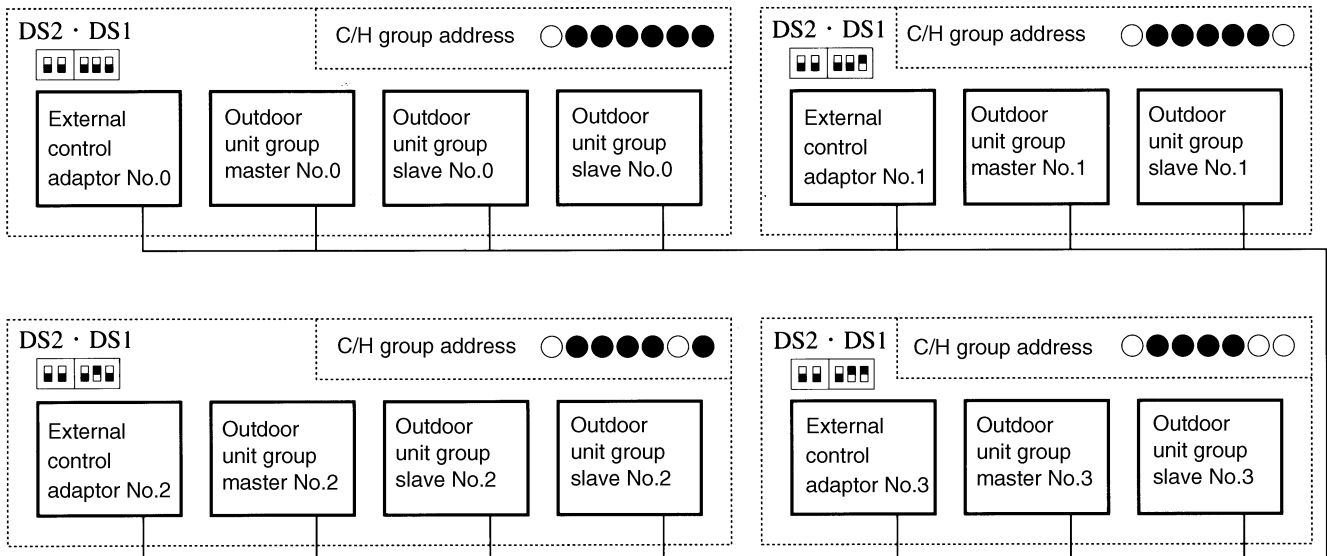 DS2 · DS1
C/H group address
External
control
adaptor No.0
Outdoor
unit group
master No.0
Outdoor
unit group
slave No.0
Outdoor
unit group
slave No.0
DS2 · DS1
C/H group address
External
control
adaptor No.1
Outdoor
unit group
master No.1
Outdoor
unit group
slave No.1
DS2 · DS1
C/H group address
External
control
adaptor No.2
Outdoor
unit group
master No.2
Outdoor
unit group
slave No.2
Outdoor
unit group
slave No.2
DS2 · DS1
C/H group address
External
control
adaptor No.3
Outdoor
unit group
master No.3
Outdoor
unit group
slave No.3